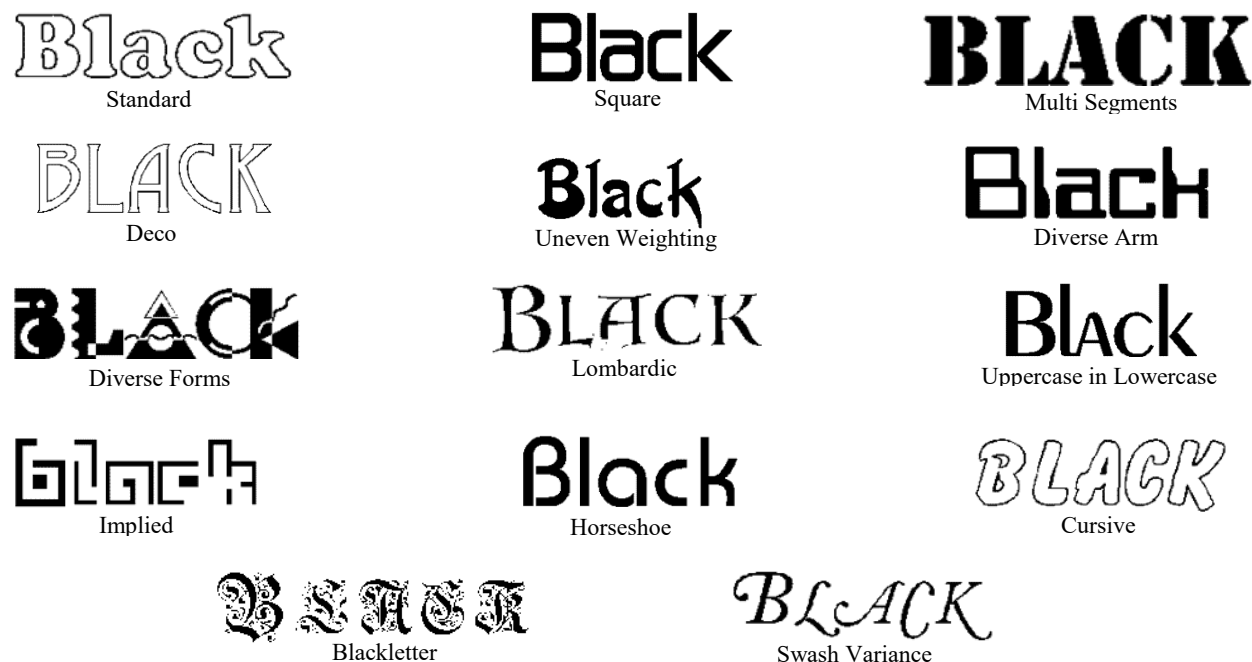 Black Black BLACK
Standard Square Multi Segments
BLACK Black Black
Deco Uneven Weighting Diverse Arm
BLACK BLACK BlAck
Diverse Forms Lombardic Uppercase in Lowercase
black Black BLACK
Implied Horseshoe Cursive
BLACK BLACK
Blackletter Swash Variance